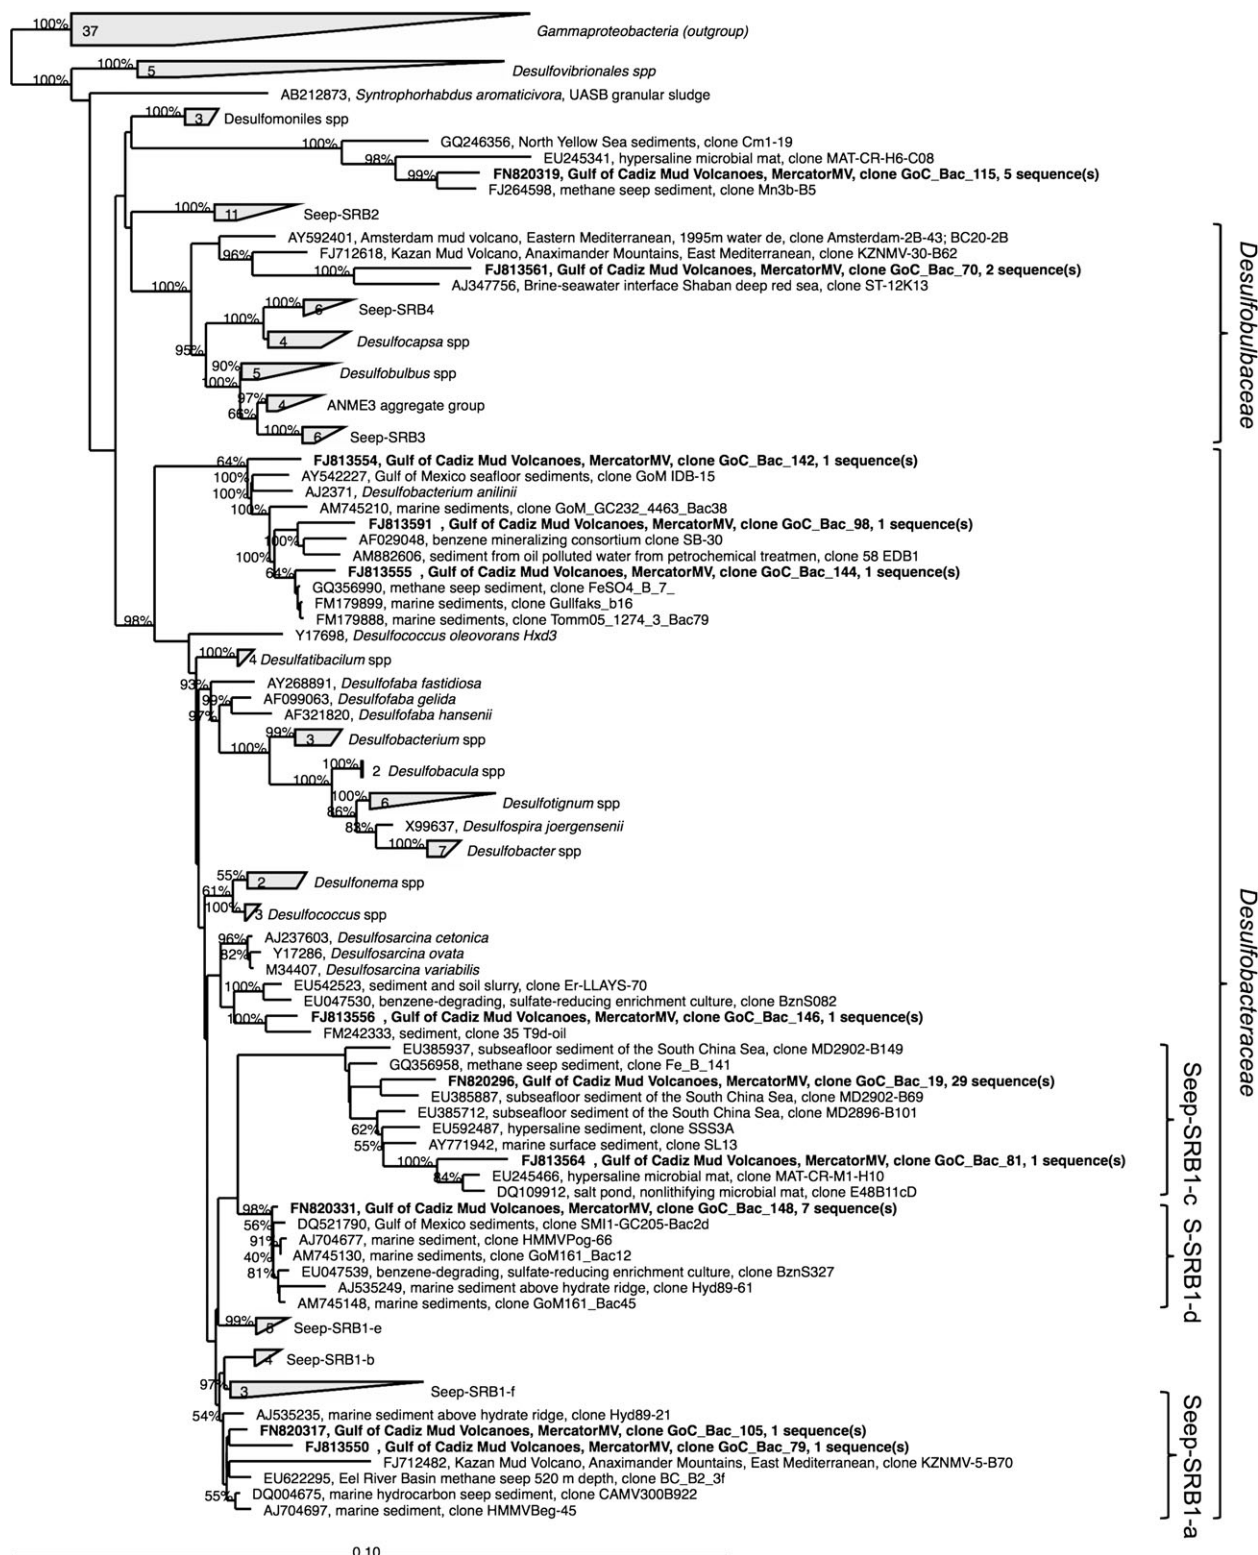 100%
37
Gammaproteobacteria (outgroup)
100%
5
Desulfovibrionales spp
100%
AB212873, Syntrophorhabdus aromaticivora, UASB granular sludge
100%
3
Desulfomoniles spp
GQ246356, North Yellow Sea sediments, clone Cm1-19
100%
EU245341, hypersaline microbial mat, clone MAT-CR-H6-C08
98%
FN820319, Gulf of Cadiz Mud Volcanoes, MercatorMV, clone GoC_Bac_115, 5 sequence(s)
99%
FJ264598, methane seep sediment, clone Mn3b-B5
100%
11
Seep-SRB2
AY592401, Amsterdam mud volcano, Eastern Mediterranean, 1995m water de, clone Amsterdam-2B-43; BC20-2B
96%
FJ712618, Kazan Mud Volcano, Anaximander Mountains, East Mediterranean, clone KZNMV-30-B62
100%
FJ813561, Gulf of Cadiz Mud Volcanoes, MercatorMV, clone GoC_Bac_70, 2 sequence(s)
100%
AJ347756, Brine-seawater interface Shaban deep red sea, clone ST-12K13
100%
6
Seep-SRB4
100%
4
Desulfocapsa spp
95%
90%
5
Desulfobulbus spp
100%
97%
4
ANME3 aggregate group
66%
100%
6
Seep-SRB3
Desulfobulbaceae
64%
FJ813554, Gulf of Cadiz Mud Volcanoes, MercatorMV, clone GoC_Bac_142, 1 sequence(s)
100%
AY542227, Gulf of Mexico seafloor sediments, clone GoM IDB-15
100%
AJ2371, Desulfobacterium anilinii
100%
AM745210, marine sediments, clone GoM_GC232_4463_Bac38
FJ813591 , Gulf of Cadiz Mud Volcanoes, MercatorMV, clone GoC_Bac_98, 1 sequence(s)
100%
AF029048, benzene mineralizing consortium clone SB-30
100%
AM882606, sediment from oil polluted water from petrochemical treatmen, clone 58 EDB1
64%
FJ813555 , Gulf of Cadiz Mud Volcanoes, MercatorMV, clone GoC_Bac_144, 1 sequence(s)
GQ356990, methane seep sediment, clone FeSO4_B_7_
FM179899, marine sediments, clone Gullfaks_b16
98%
FM179888, marine sediments, clone Tomm05_1274_3_Bac79
Y17698, Desulfococcus oleovorans Hxd3
100%
4
Desulfatibacilum spp
93%
AY268891, Desulfofaba fastidiosa
99%
AF099063, Desulfofaba gelida
97%
AF321820, Desulfofaba hansenii
99%
3
Desulfobacterium spp
100%
100%
2
Desulfobacula spp
100%
100%
6
Desulfotignum spp
86%
83%
X99637, Desulfospira joergensenii
100%
7
Desulfobacter spp
55%
2
Desulfonema spp
61%
100%
3
Desulfococcus spp
96%
AJ237603, Desulfosarcina cetonica
82%
Y17286, Desulfosarcina ovata
M34407, Desulfosarcina variabilis
100%
EU542523, sediment and soil slurry, clone Er-LLAYS-70
EU047530, benzene-degrading, sulfate-reducing enrichment culture, clone BznS082
100%
FJ813556 , Gulf of Cadiz Mud Volcanoes, MercatorMV, clone GoC_Bac_146, 1 sequence(s)
FM242333, sediment, clone 35 T9d-oil
Desulfobacterraceae
EU385937, subseafloor sediment of the South China Sea, clone MD2902-B149
GQ356958, methane seep sediment, clone Fe_B_141
FN820296, Gulf of Cadiz Mud Volcanoes, MercatorMV, clone GoC_Bac_19, 29 sequence(s)
EU385887, subseafloor sediment of the South China Sea, clone MD2902-B69
EU385712, subseafloor sediment of the South China Sea, clone MD2896-B101
62%
EU592487, hypersaline sediment, clone SSS3A
55%
AY771942, marine surface sediment, clone SL13
100%
FJ813564 , Gulf of Cadiz Mud Volcanoes, MercatorMV, clone GoC_Bac_81, 1 sequence(s)
84%
EU245466, hypersaline microbial mat, clone MAT-CR-M1-H10
DQ109912, salt pond, nonlithifying microbial mat, clone E48B11cD
Seep-SRB1-c
98%
FN820331, Gulf of Cadiz Mud Volcanoes, MercatorMV, clone GoC_Bac_148, 7 sequence(s)
56%
DQ521790, Gulf of Mexico sediments, clone SMI1-GC205-Bac2d
91%
AJ704677, marine sediment, clone HMMVPog-66
40%
AM745130, marine sediments, clone GoM161_Bac12
81%
EU047539, benzene-degrading, sulfate-reducing enrichment culture, clone BznS327
AJ535249, marine sediment above hydrate ridge, clone Hyd89-61
AM745148, marine sediments, clone GoM161_Bac45
S-SRB1-d
99%
Seep-SRB1-e
4
Seep-SRB1-b
97%
3
Seep-SRB1-f
54%
AJ535235, marine sediment above hydrate ridge, clone Hyd89-21
FN820317, Gulf of Cadiz Mud Volcanoes, MercatorMV, clone GoC_Bac_105, 1 sequence(s)
FJ813550 , Gulf of Cadiz Mud Volcanoes, MercatorMV, clone GoC_Bac_79, 1 sequence(s)
FJ712482, Kazan Mud Volcano, Anaximander Mountains, East Mediterranean, clone KZNMV-5-B70
EU622295, Eel River Basin methane seep 520 m depth, clone BC_B2_3f
55%
DQ004675, marine hydrocarbon seep sediment, clone CAMV300B922
AJ704697, marine sediment, clone HMMVBeg-45
Seep-SRB1-a
0.10